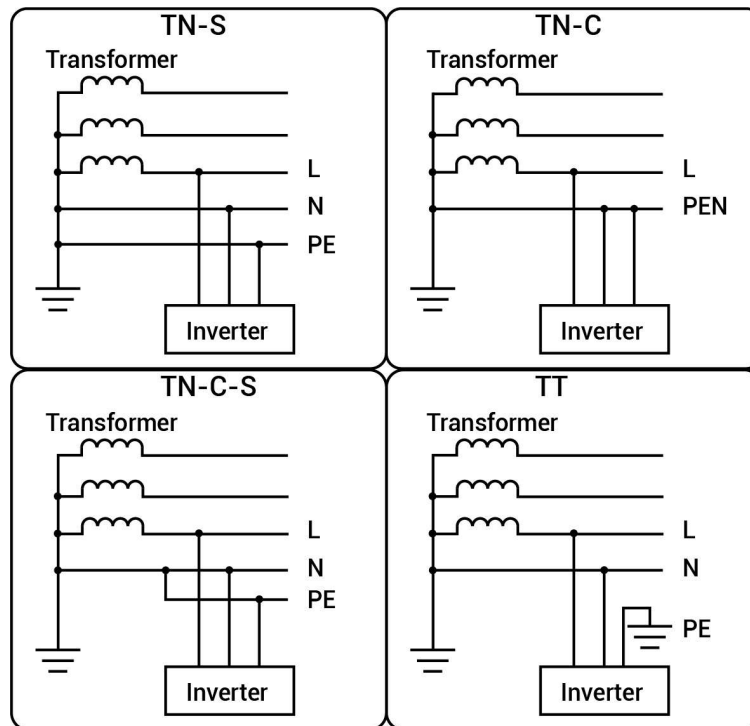 TN-S
Transformer
L
N
PE
Inverter
TN-C
Transformer
L
PEN
Inverter
TN-C-S
Transformer
L
N
PE
Inverter
TT
Transformer
L
N
PE
Inverter